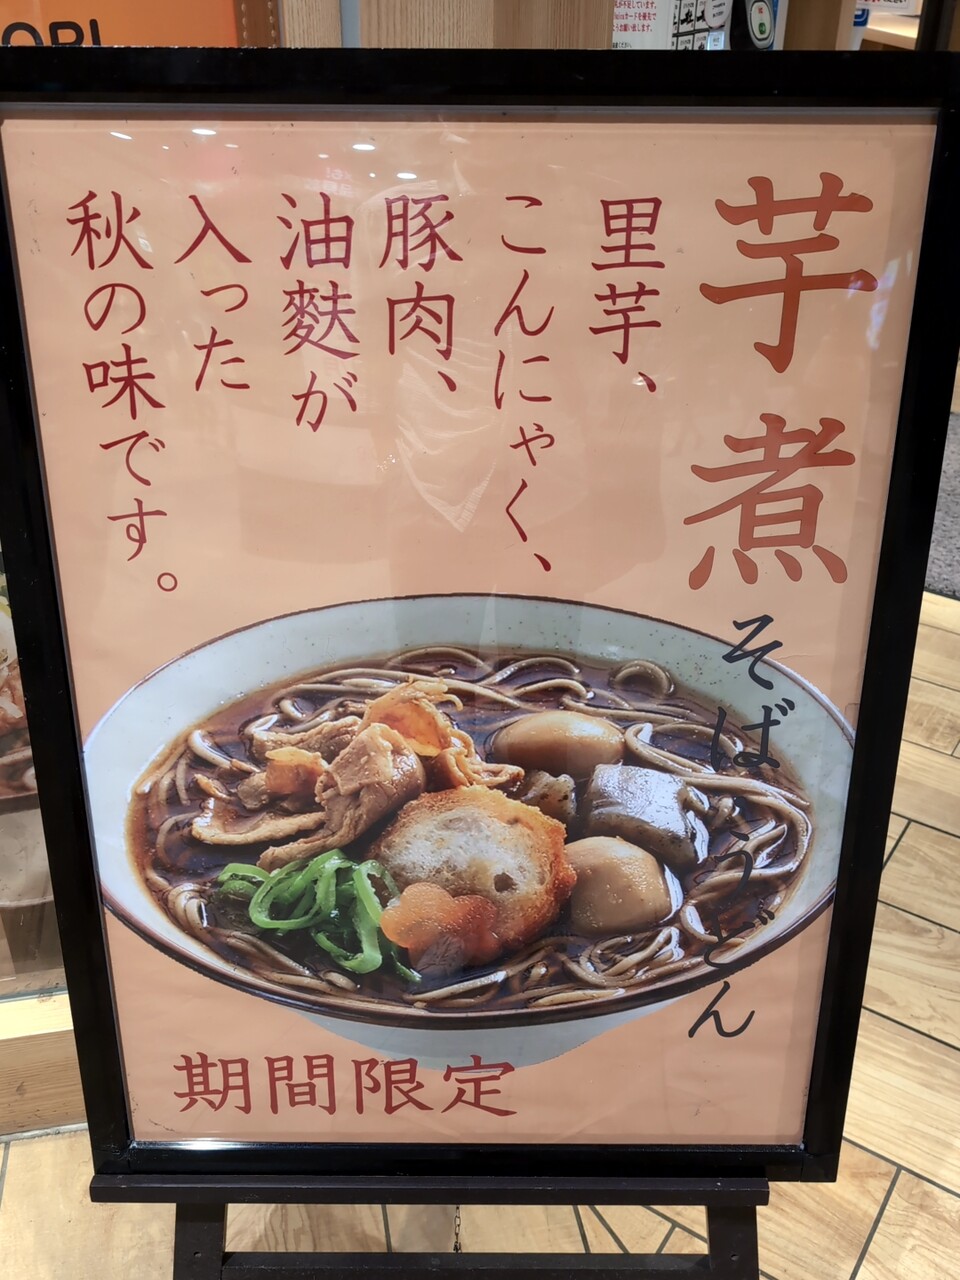 芋煮
そばうどん
里芋、
こんにゃく、
豚肉、
油麩が
入った
秋の味です。
期間限定